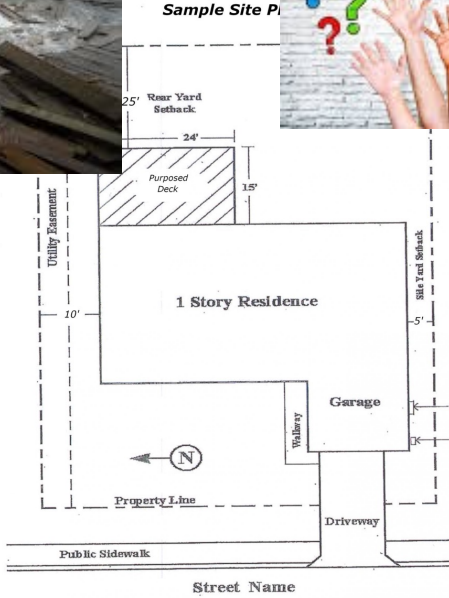 Sample Site
25'
Rear Yard
Setback
24'
Purposed
Deck
15'
Utility Easement
Site Yard Setback
1 Story Residence
10'
5'
Garage
Walkway
N
Property Line
Driveway
Public Sidewalk
Street Name